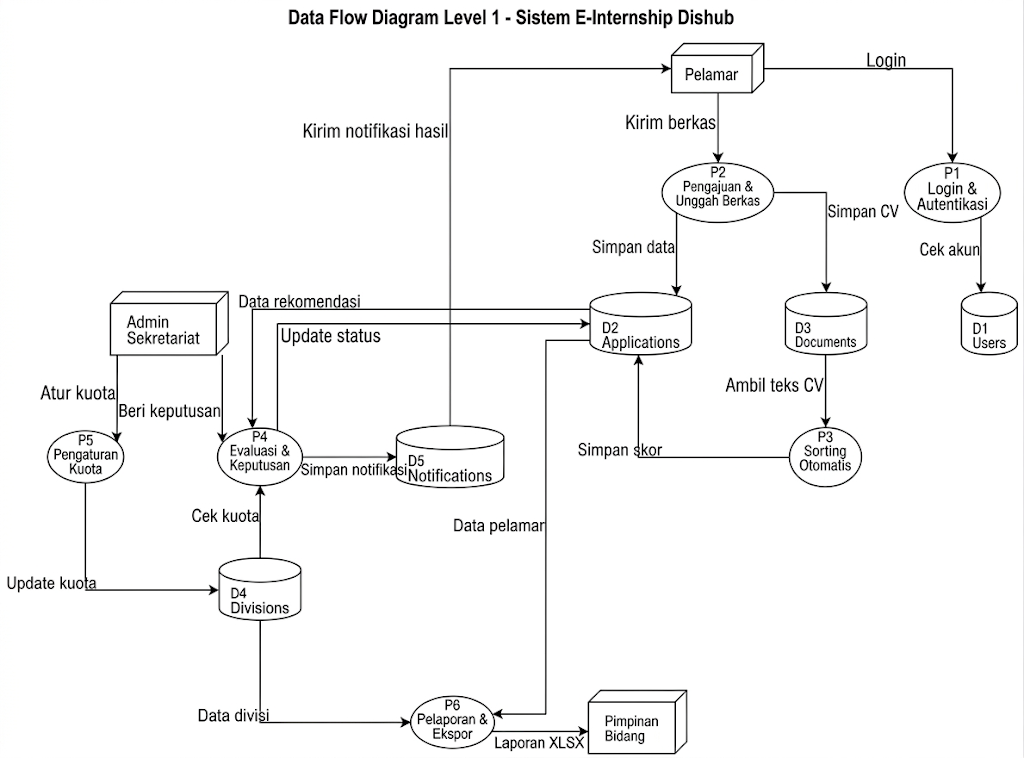 Data Flow Diagram Level 1 - Sistem E-Internship Dishub
Pelamar
Login
Kirim notifikasi hasil
Kirim berkas
P2
Pengajuan &
Unggah Berkas
P1
Login &
Autentikasi
Simpan CV
Simpan data
Cek akun
Data rekomendasi
Update status
Admin
Sekretariat
D2
Applications
D3
Documents
D1
Users
Atur kuota
Beri keputusan
Ambil teks CV
P5
Pengaturan
Kuota
P4
Evaluasi &
Keputusan
Simpan notifikasi
D5
Notifications
Simpan skor
P3
Sorting
Otomatis
Cek kuota
Data pelamar
Update kuota
D4
Divisions
Data divisi
P6
Pelaporan &
Ekspor
Laporan XLSX
Pimpinan
Bidang